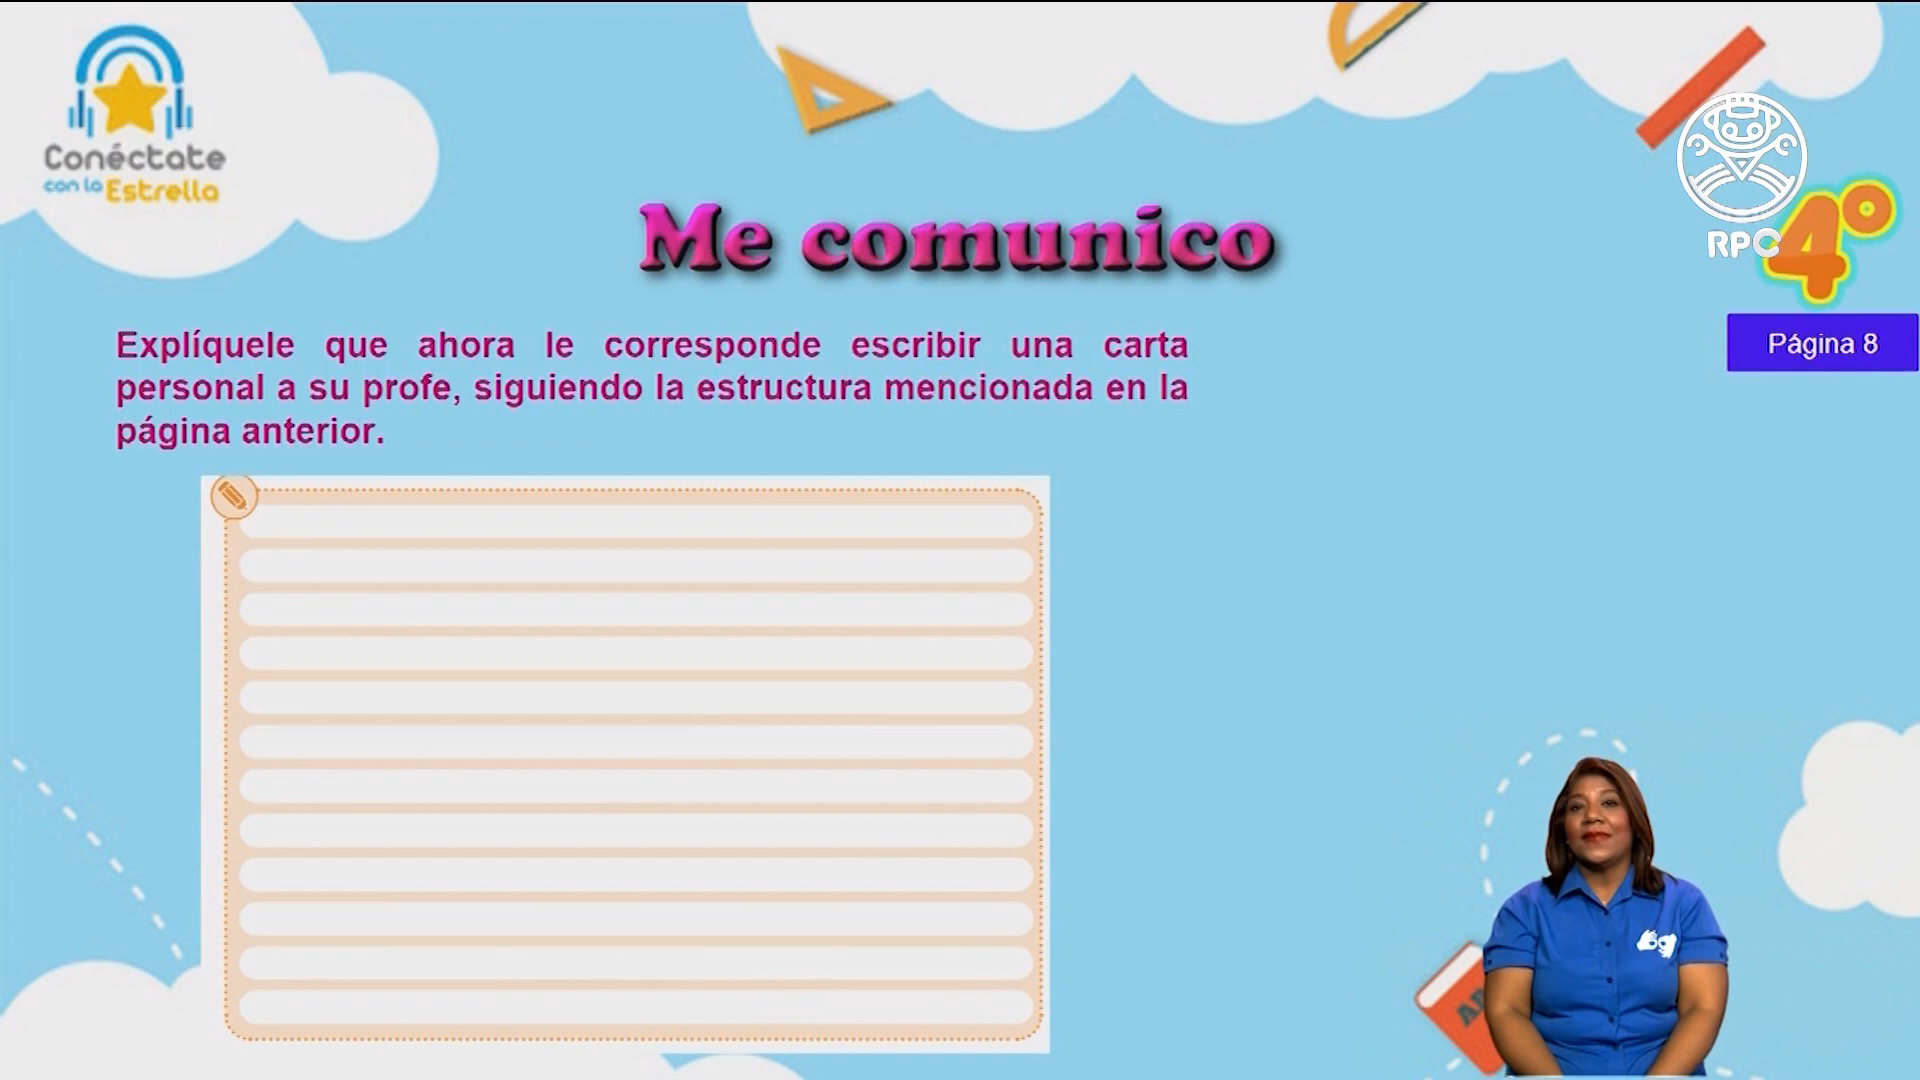 Conéctate
con la Estrella
RPC
4°
Me comunico
Página 8
Explíquele que ahora le corresponde escribir una carta
personal a su profe, siguiendo la estructura mencionada en la
página anterior.